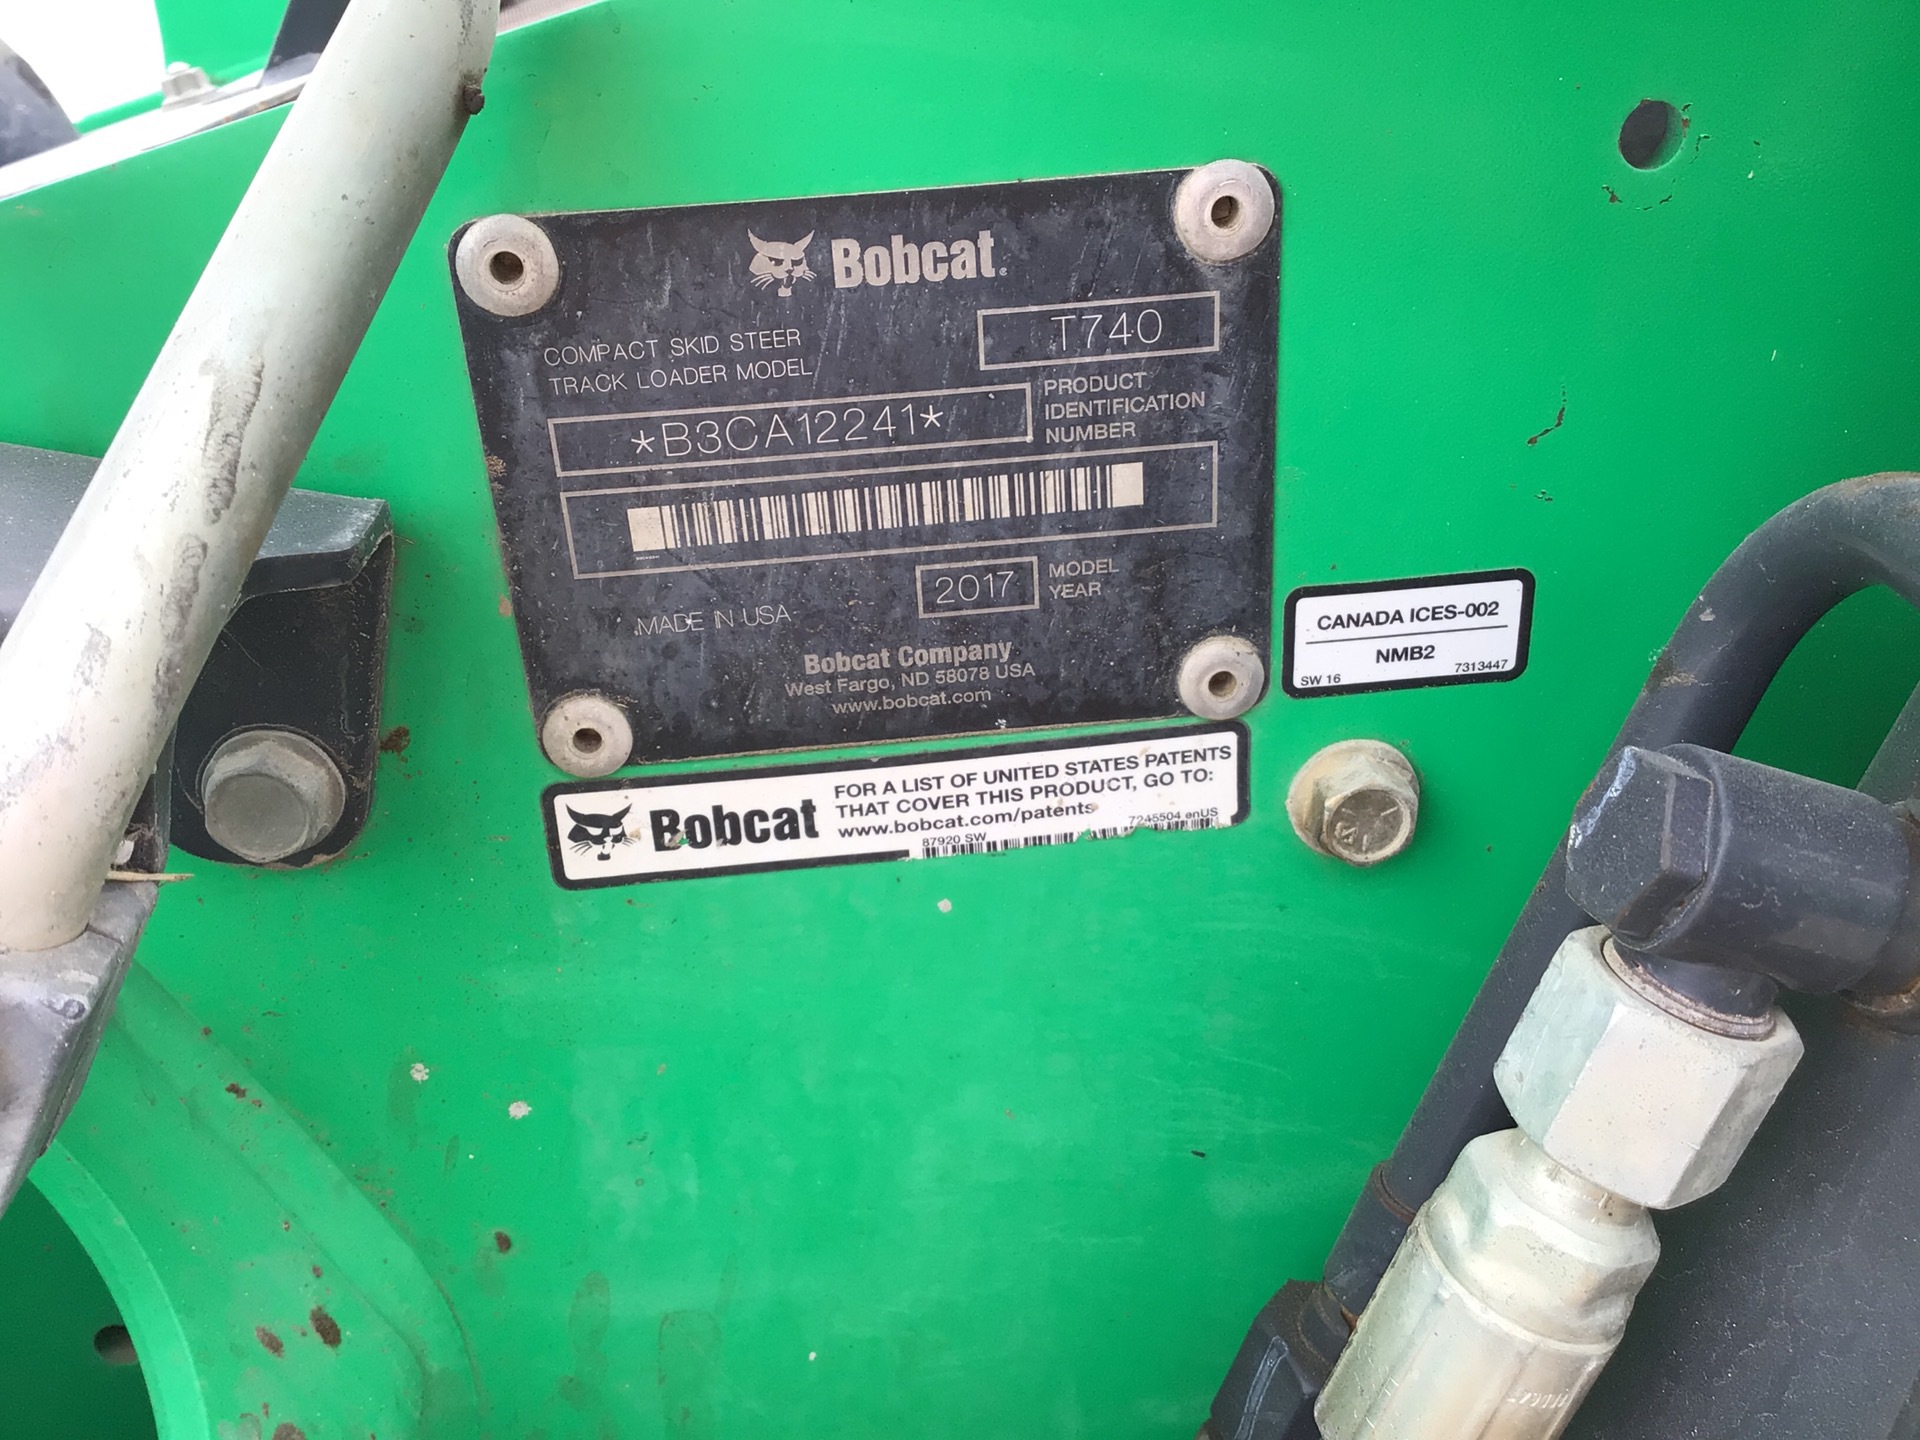 Bobcat
COMPACT SKID STEER
TRACK LOADER MODEL
T740
*B3CA12241*
PRODUCT
IDENTIFICATION
NUMBER
2017
MODEL
YEAR
MADE IN USA
Bobcat Company
West Fargo, ND 58078 USA
www.bobcat.com
CANADA ICES-002
NMB2
SW 16
7313447
Bobcat
FOR A LIST OF UNITED STATES PATENTS
THAT COVER THIS PRODUCT, GO TO:
www.bobcat.com/patents
87920 SW
7245504 enUS